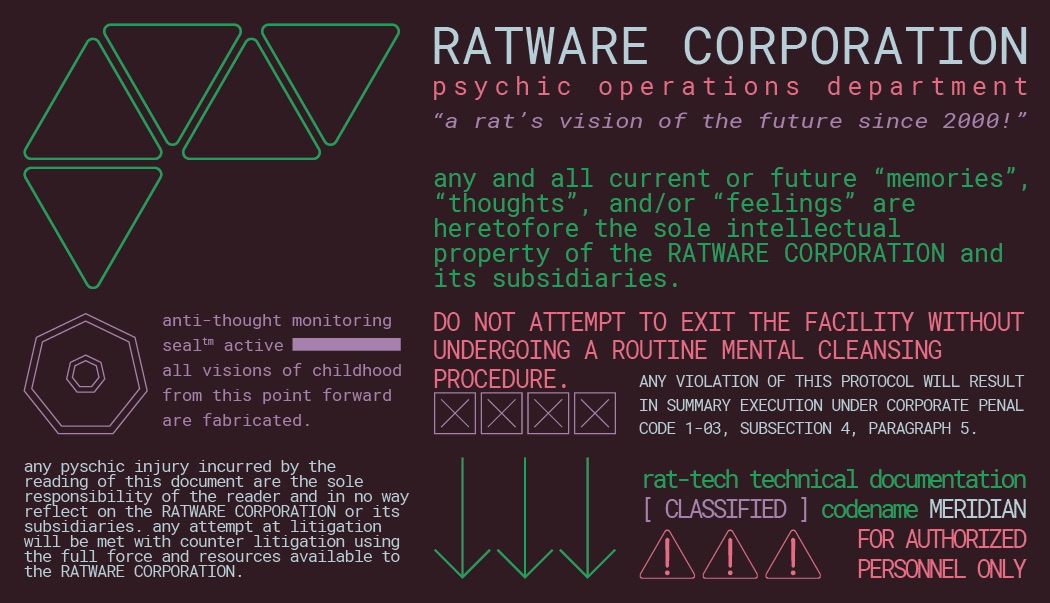 RATWARE CORPORATION
psychic operations department
“a rat’s vision of the future since 2000!”
any and all current or future “memories”,
“thoughts”, and/or “feelings” are
heretofore the sole intellectual
property of the RATWARE CORPORATION and
its subsidiaries.
anti-thought monitoring
seal™ active
all visions of childhood
from this point forward
are fabricated.
DO NOT ATTEMPT TO EXIT THE FACILITY WITHOUT
UNDERGOING A ROUTINE MENTAL CLEANSING
PROCEDURE.
ANY VIOLATION OF THIS PROTOCOL WILL RESULT
IN SUMMARY EXECUTION UNDER CORPORATE PENAL
CODE 1-03, SUBSECTION 4, PARAGRAPH 5.
any pyschic injury incurred by the
reading of this document are the sole
responsibility of the reader and in no way
reflect on the RATWARE CORPORATION or its
subsidiaries. any attempt at litigation
will be met with counter litigation using
the full force and resources available to
the RATWARE CORPORATION.
rat-tech technical documentation
[ CLASSIFIED ] codename MERIDIAN
FOR AUTHORIZED
PERSONNEL ONLY